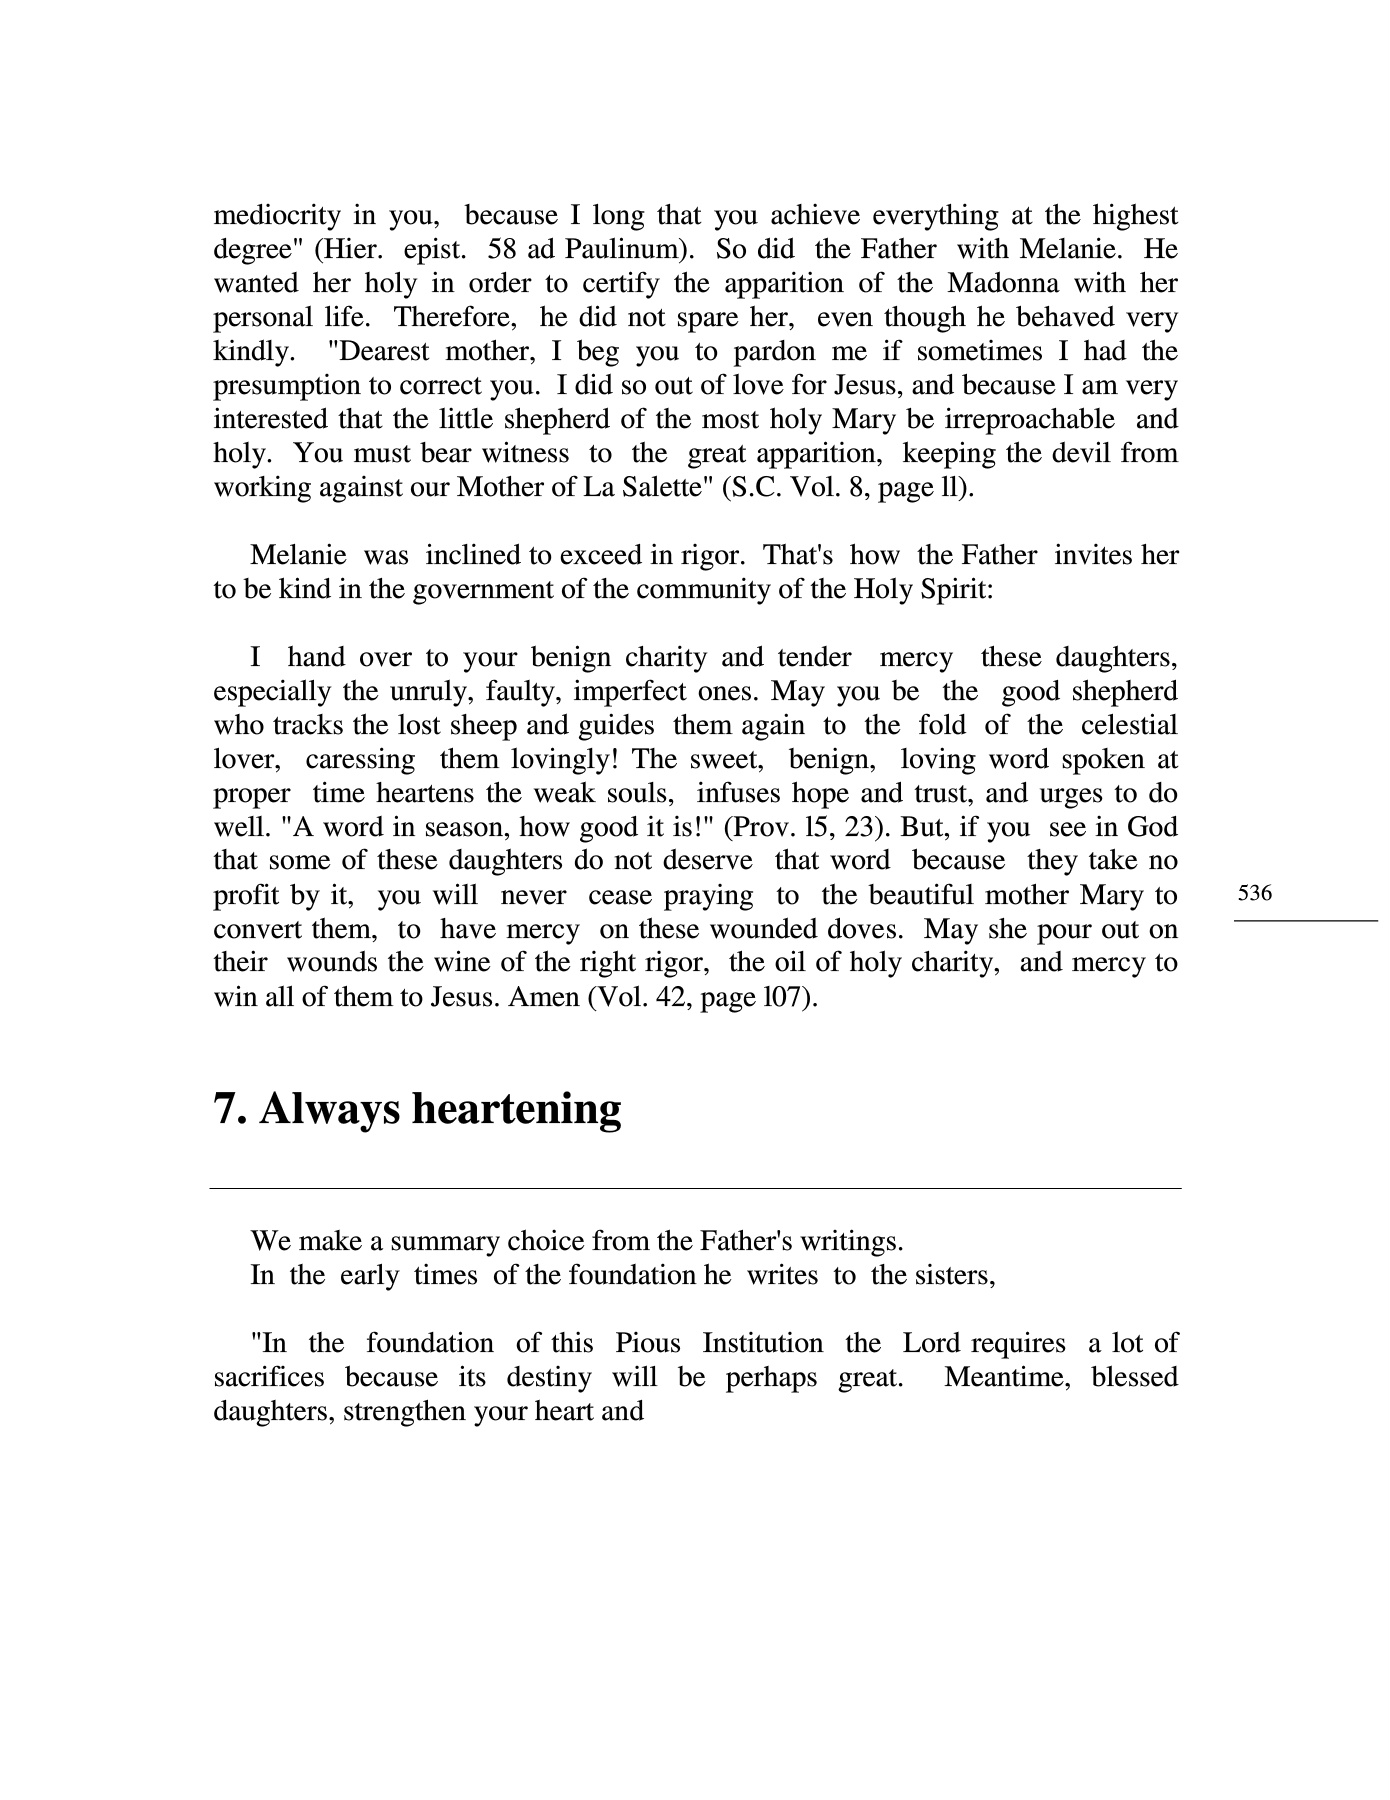 mediocrity in you, because I long that you achieve everything at the highest
degree" (Hier. epist. 58 ad Paulinum). So did the Father with Melanie. He
wanted her holy in order to certify the apparition of the Madonna with her
personal life. Therefore, he did not spare her, even though he behaved very
kindly. "Dearest mother, I beg you to pardon me if sometimes I had the
presumption to correct you. I did so out of love for Jesus, and because I am very
interested that the little shepherd of the most holy Mary be irreproachable and
holy. You must bear witness to the great apparition, keeping the devil from
working against our Mother of La Salette" (S.C. Vol. 8, page ll).
Melanie was inclined to exceed in rigor. That's how the Father invites her
to be kind in the government of the community of the Holy Spirit:
I hand over to your benign charity and tender mercy these daughters,
especially the unruly, faulty, imperfect ones. May you be the good shepherd
who tracks the lost sheep and guides them again to the fold of the celestial
lover, caressing them lovingly! The sweet, benign, loving word spoken at
proper time heartens the weak souls, infuses hope and trust, and urges to do
well. "A word in season, how good it is!" (Prov. l5, 23). But, if you see in God
that some of these daughters do not deserve that word because they take no
profit by it, you will never cease praying to the beautiful mother Mary to
convert them, to have mercy on these wounded doves. May she pour out on
their wounds the wine of the right rigor, the oil of holy charity, and mercy to
win all of them to Jesus. Amen (Vol. 42, page l07).
536
7. Always heartening
We make a summary choice from the Father's writings.
In the early times of the foundation he writes to the sisters,
"In the foundation of this Pious Institution the Lord requires a lot of
sacrifices because its destiny will be perhaps great. Meantime, blessed
daughters, strengthen your heart and